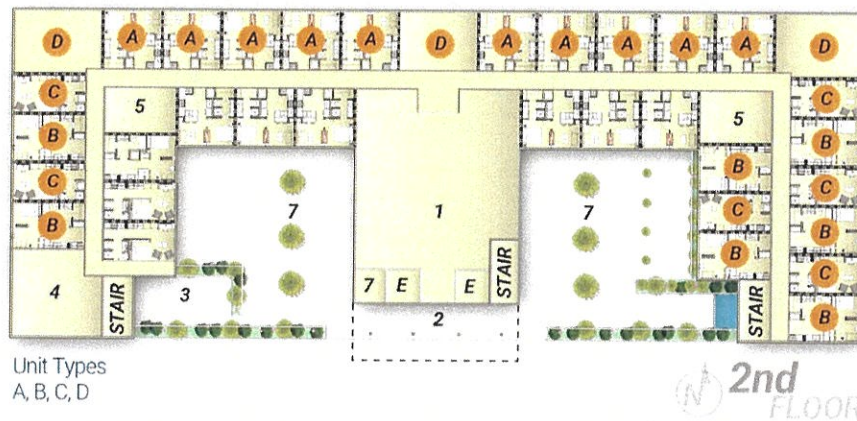 D A A A A A D A A A A A D
C C
5 5
B B B
C C C
7 1 7
B B B
7 E E STAIR
C
4 3 STAIR 2 STAIR B
Unit Types
A, B, C, D
N 2nd
FLOOR